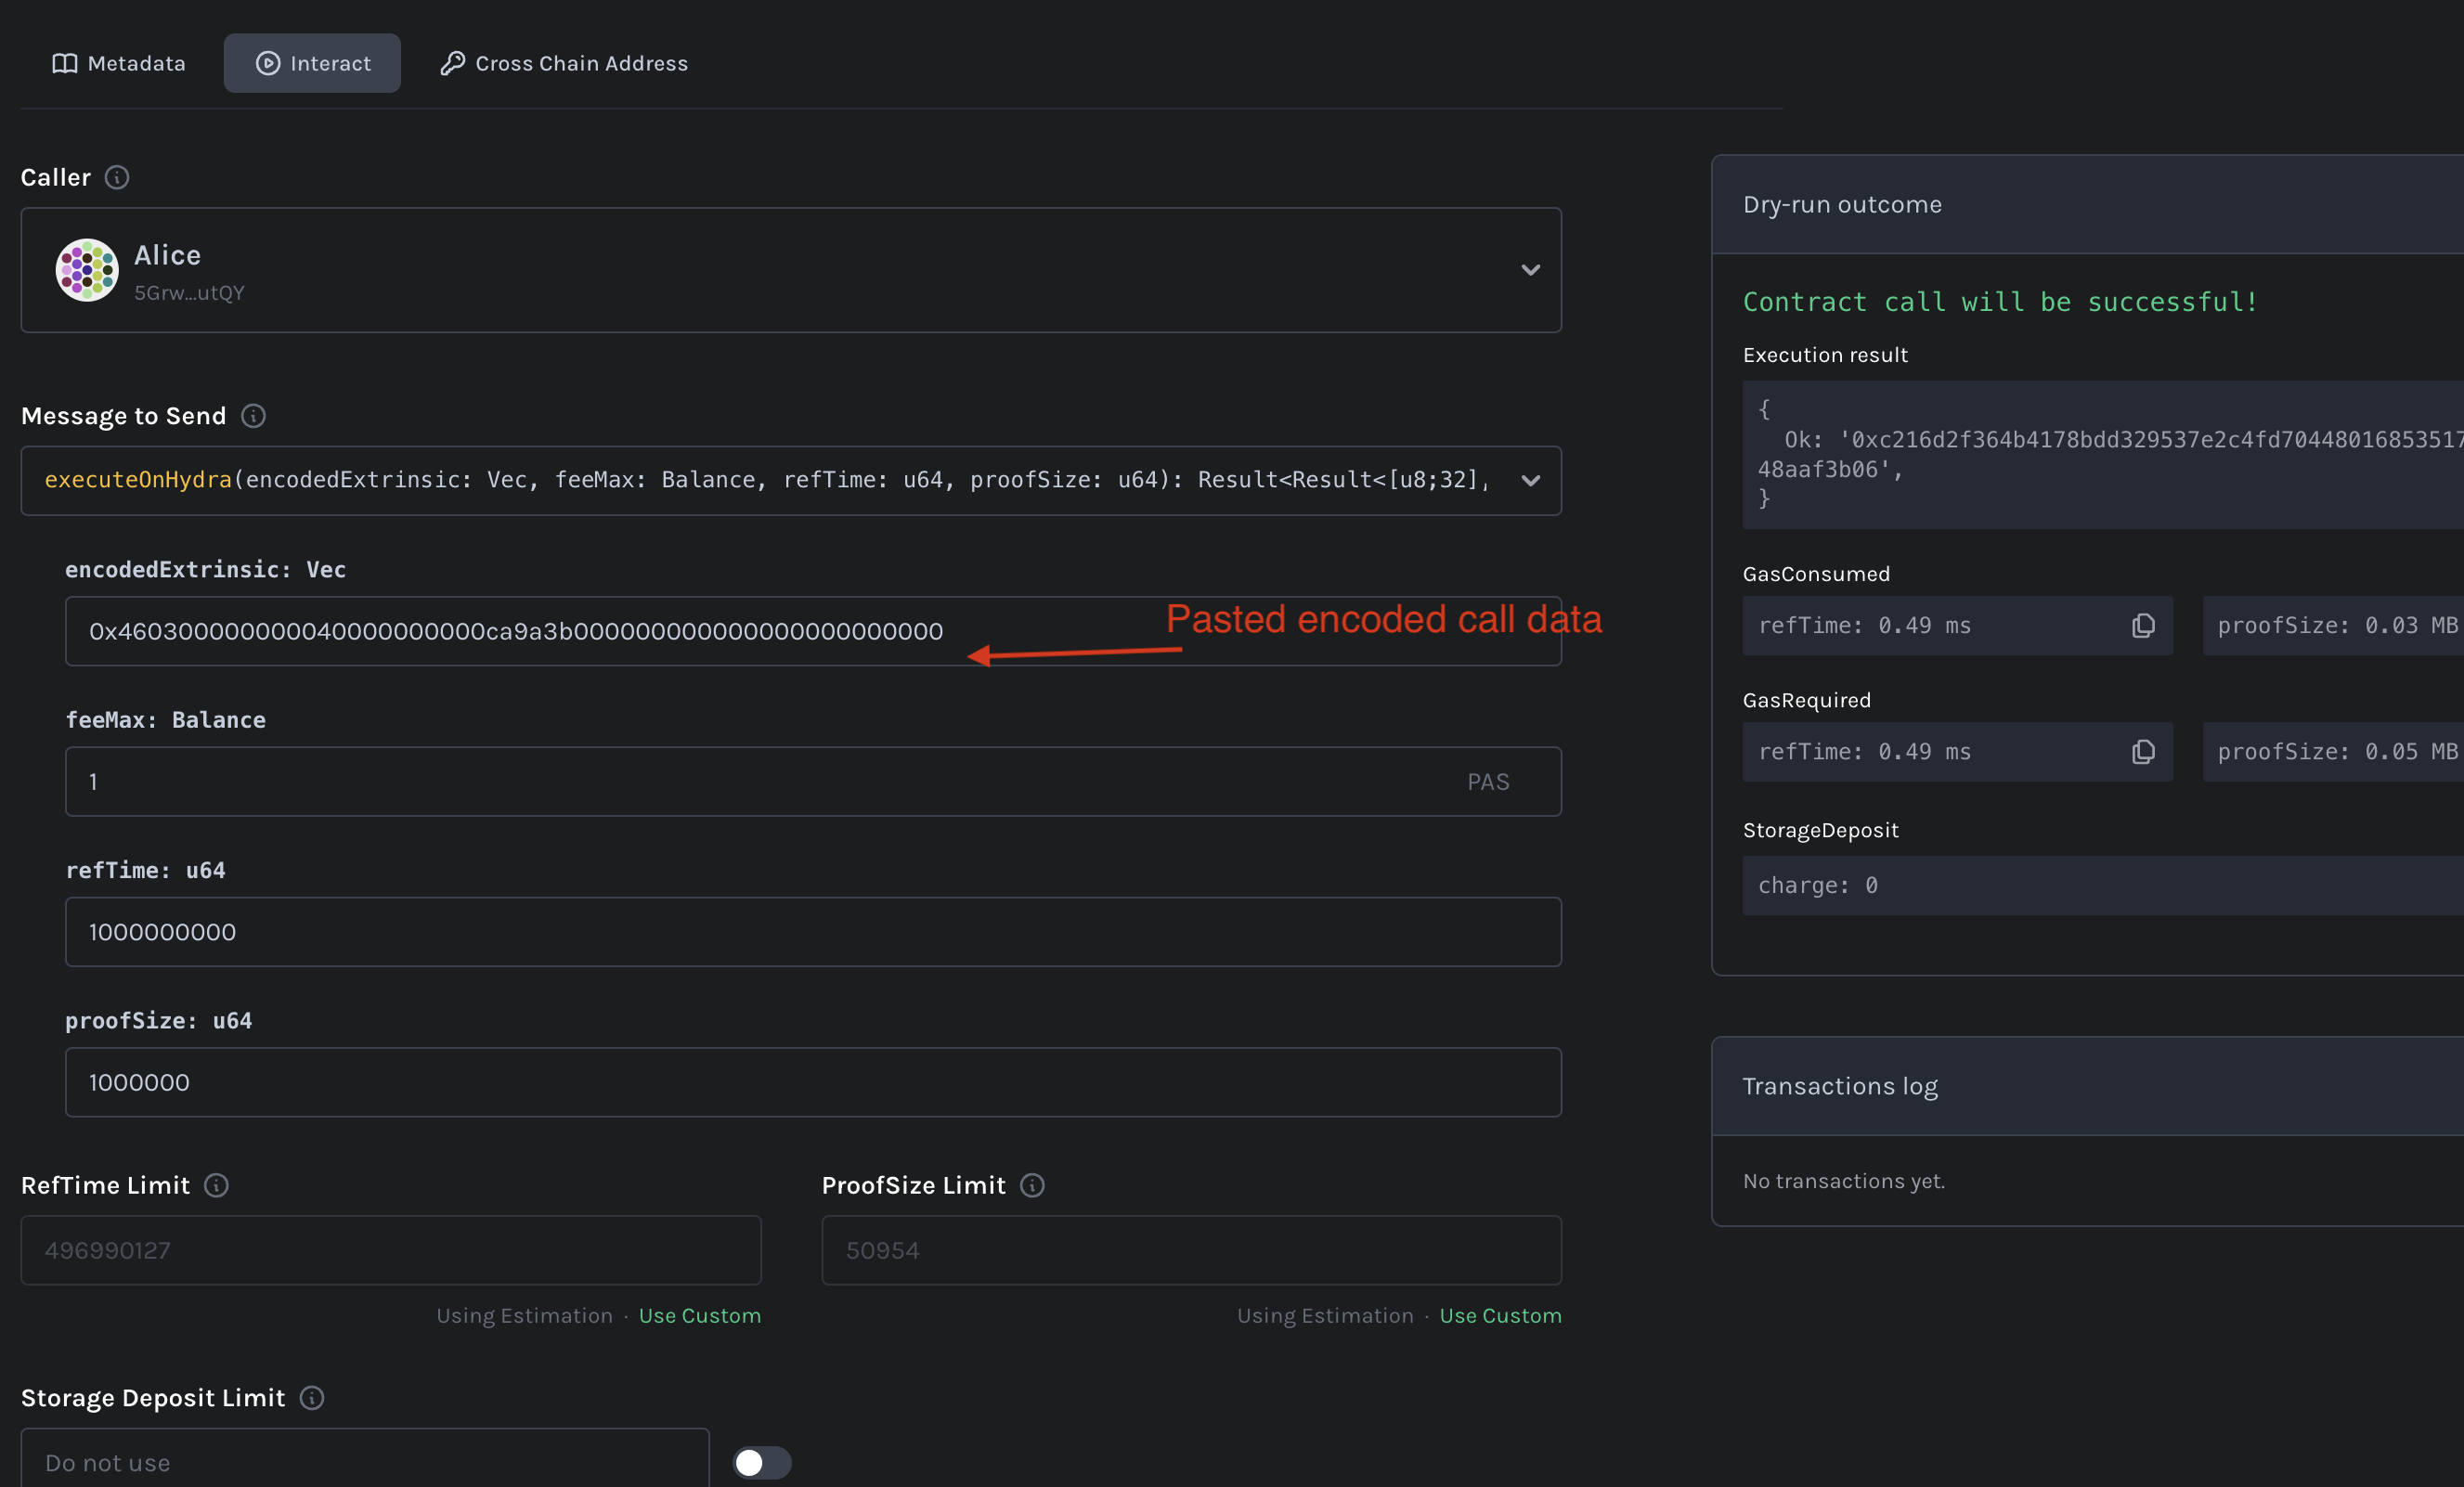 Metadata
Interact
Cross Chain Address
Caller
Alice
5Grw...utQY
Message to Send
executeOnHydra(encodedExtrinsic: Vec, feeMax: Balance, refTime: u64, proofSize: u64): Result<Result<[u8;32],
encodedExtrinsic: Vec
0x460300000000040000000000ca9a3b00000000000000000000000
Pasted encoded call data
feeMax: Balance
1
PAS
refTime: u64
1000000000
proofSize: u64
1000000
RefTime Limit
ProofSize Limit
496990127
50954
Using Estimation · Use Custom
Using Estimation · Use Custom
Storage Deposit Limit
Do not use
Dry-run outcome
Contract call will be successful!
Execution result
{
Ok: '0xc216d2f364b4178bdd329537e2c4fd70448016853517
48aaf3b06',
}
GasConsumed
refTime: 0.49 ms
proofSize: 0.03 MB
GasRequired
refTime: 0.49 ms
proofSize: 0.05 MB
StorageDeposit
charge: 0
Transactions log
No transactions yet.